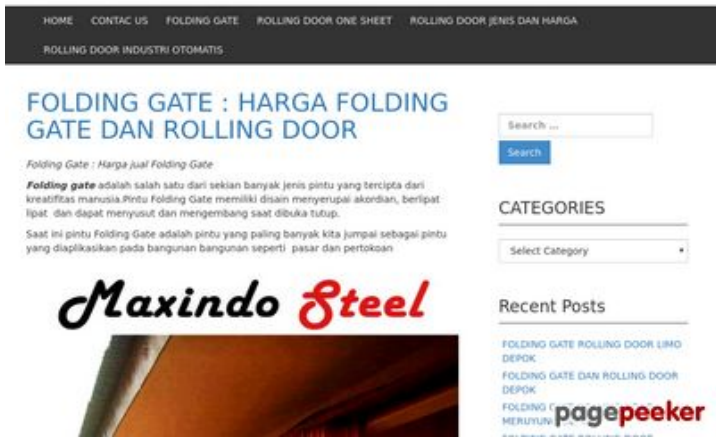 HOME CONTAC US FOLDING GATE ROLLING DOOR ONE SHEET ROLLING DOOR JENIS DAN HARGA
ROLLING DOOR INDUSTRI OTOMATIS
FOLDING GATE : HARGA FOLDING
GATE DAN ROLLING DOOR
Folding Gate : Harga jual Folding Gate
Folding gate adalah salah satu dari sekian banyak jenis pintu yang tercipta dari
kreatifitas manusia.Pintu Folding Gate memiliki disain menyerupai akordian, berlipat
lipat dan dapat menyusut dan mengembang saat dibuka tutup.
Saat ini pintu Folding Gate adalah pintu yang paling banyak kita jumpai sebagai pintu
yang diaplikasikan pada bangunan bangunan seperti pasar dan pertokoan
Maxindo Steel
Search ...
Search
CATEGORIES
Select Category
Recent Posts
FOLDING GATE ROLLING DOOR LIMO
DEPOK
FOLDING GATE DAN ROLLING DOOR
DEPOK
FOLDING
pagepeeker